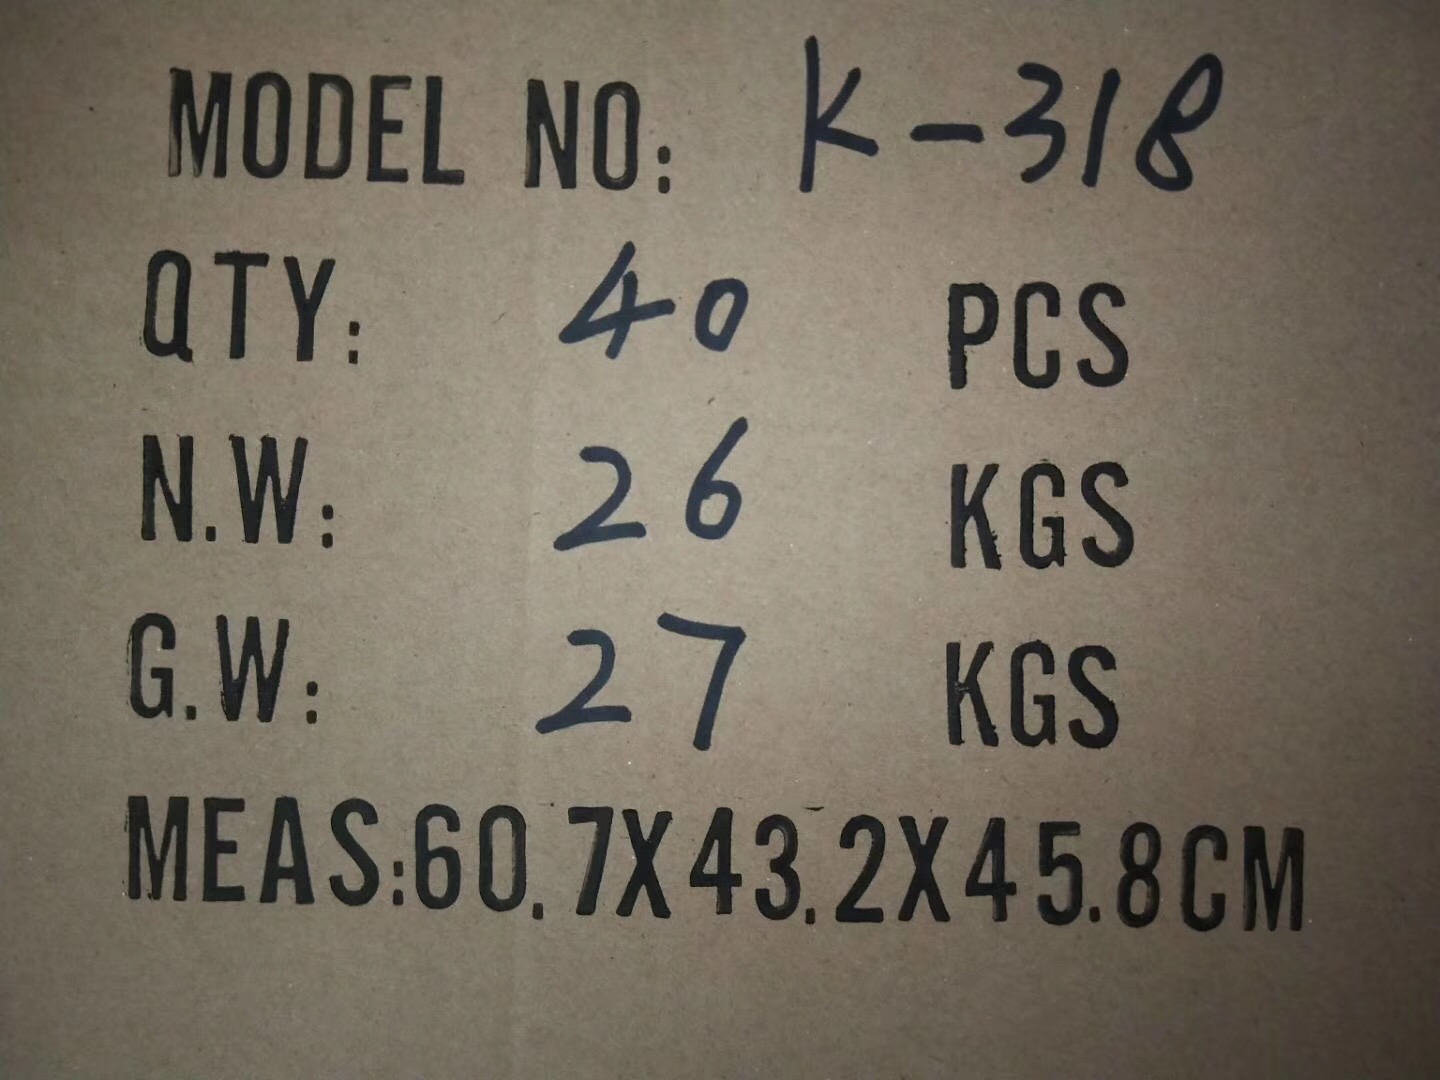 MODEL NO: K-318
QTY: 40 PCS
N.W: 26 KGS
G.W: 27 KGS
MEAS:60.7X43.2X45.8CM